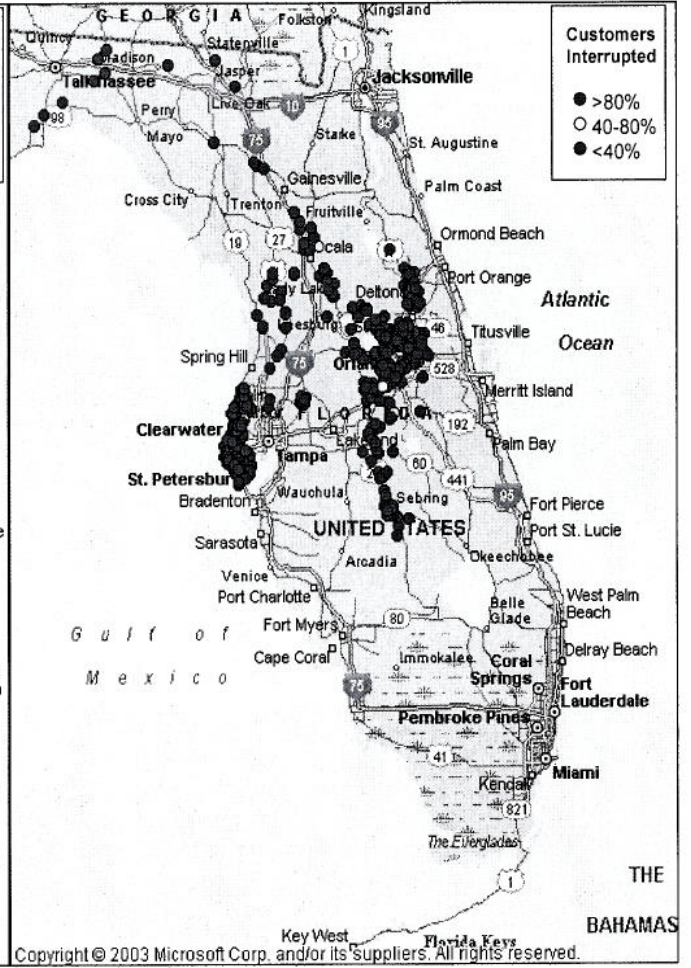 G E O R G I A
Kingsland
Folkston
Quincy
Statenville
1
Customers
Interrupted
Madison
Jasper
Jacksonville
Tallahassee
>80%
98
Perry
Live Oak
10
95
40-80%
Mayo
75
Starke
St. Augustine
<40%
Gainesville
Cross City
Trenton
Fruitville
Palm Coast
19
27
Ocala
Ormond Beach
Port Orange
Atlantic
Ocean
Delton
46
Titusville
Spring Hill
75
528
Merritt Island
F L O R D A
Clearwater
192
Palm Bay
Tampa
60
441
St. Petersbur
95
Bradenton
Wauchula
Sebring
Fort Pierce
UNITED STATES
Port St. Lucie
Sarasota
Arcadia
Okeechobee
Venice
Port Charlotte
West Palm
Beach
Belle
Glade
Fort Myers
80
G u l f o f
M e x i c o
Cape Coral
Immokalee
Delray Beach
Coral
Springs
75
Fort
Lauderdale
Pembroke Pines
41
Miami
Kendall
821
The Everglades
1
THE
BAHAMAS
Key West
Florida Keys
Copyright © 2003 Microsoft Corp. and/or its suppliers. All rights reserved.